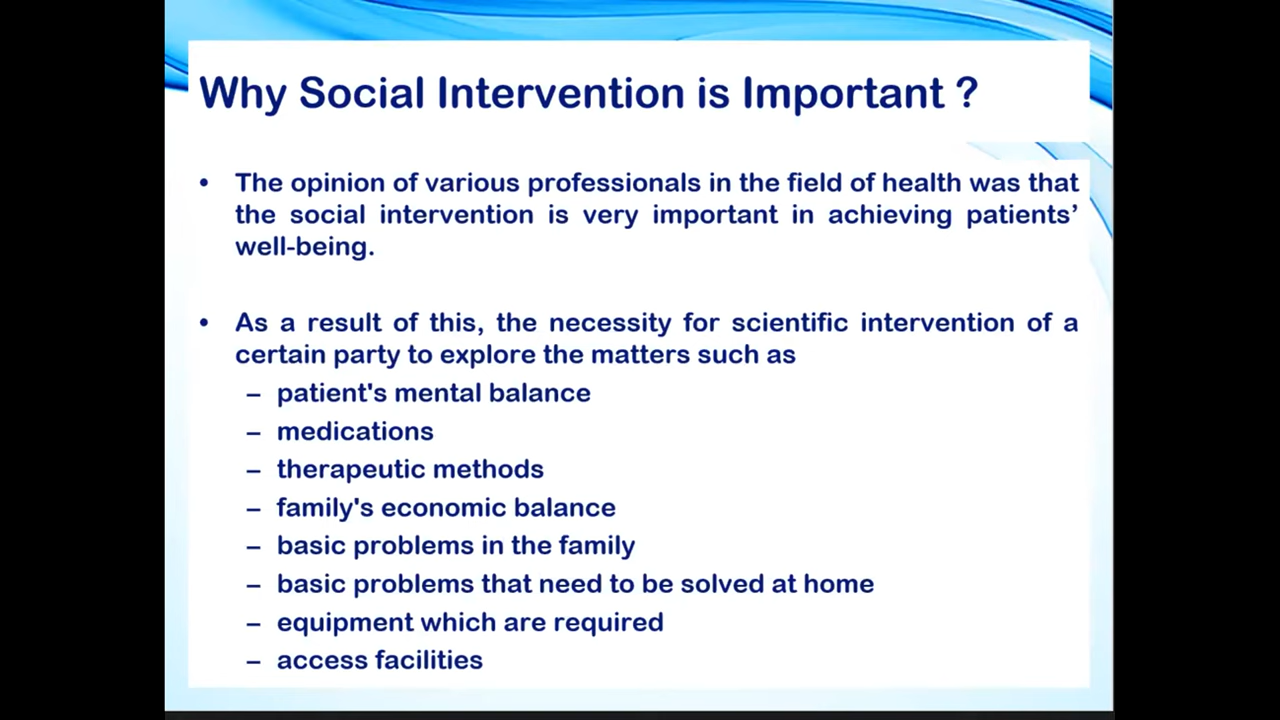 Why Social Intervention is Important ?
• The opinion of various professionals in the field of health was that
the social intervention is very important in achieving patients’
well-being.
• As a result of this, the necessity for scientific intervention of a
certain party to explore the matters such as
– patient's mental balance
– medications
– therapeutic methods
– family's economic balance
– basic problems in the family
– basic problems that need to be solved at home
– equipment which are required
– access facilities